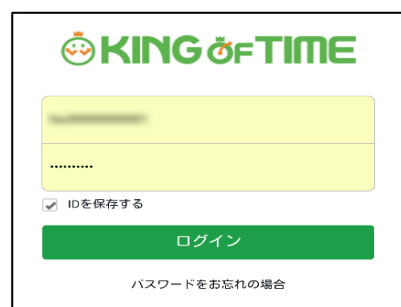 KING OF TIME
..........
IDを保存する
ログイン
パスワードをお忘れの場合